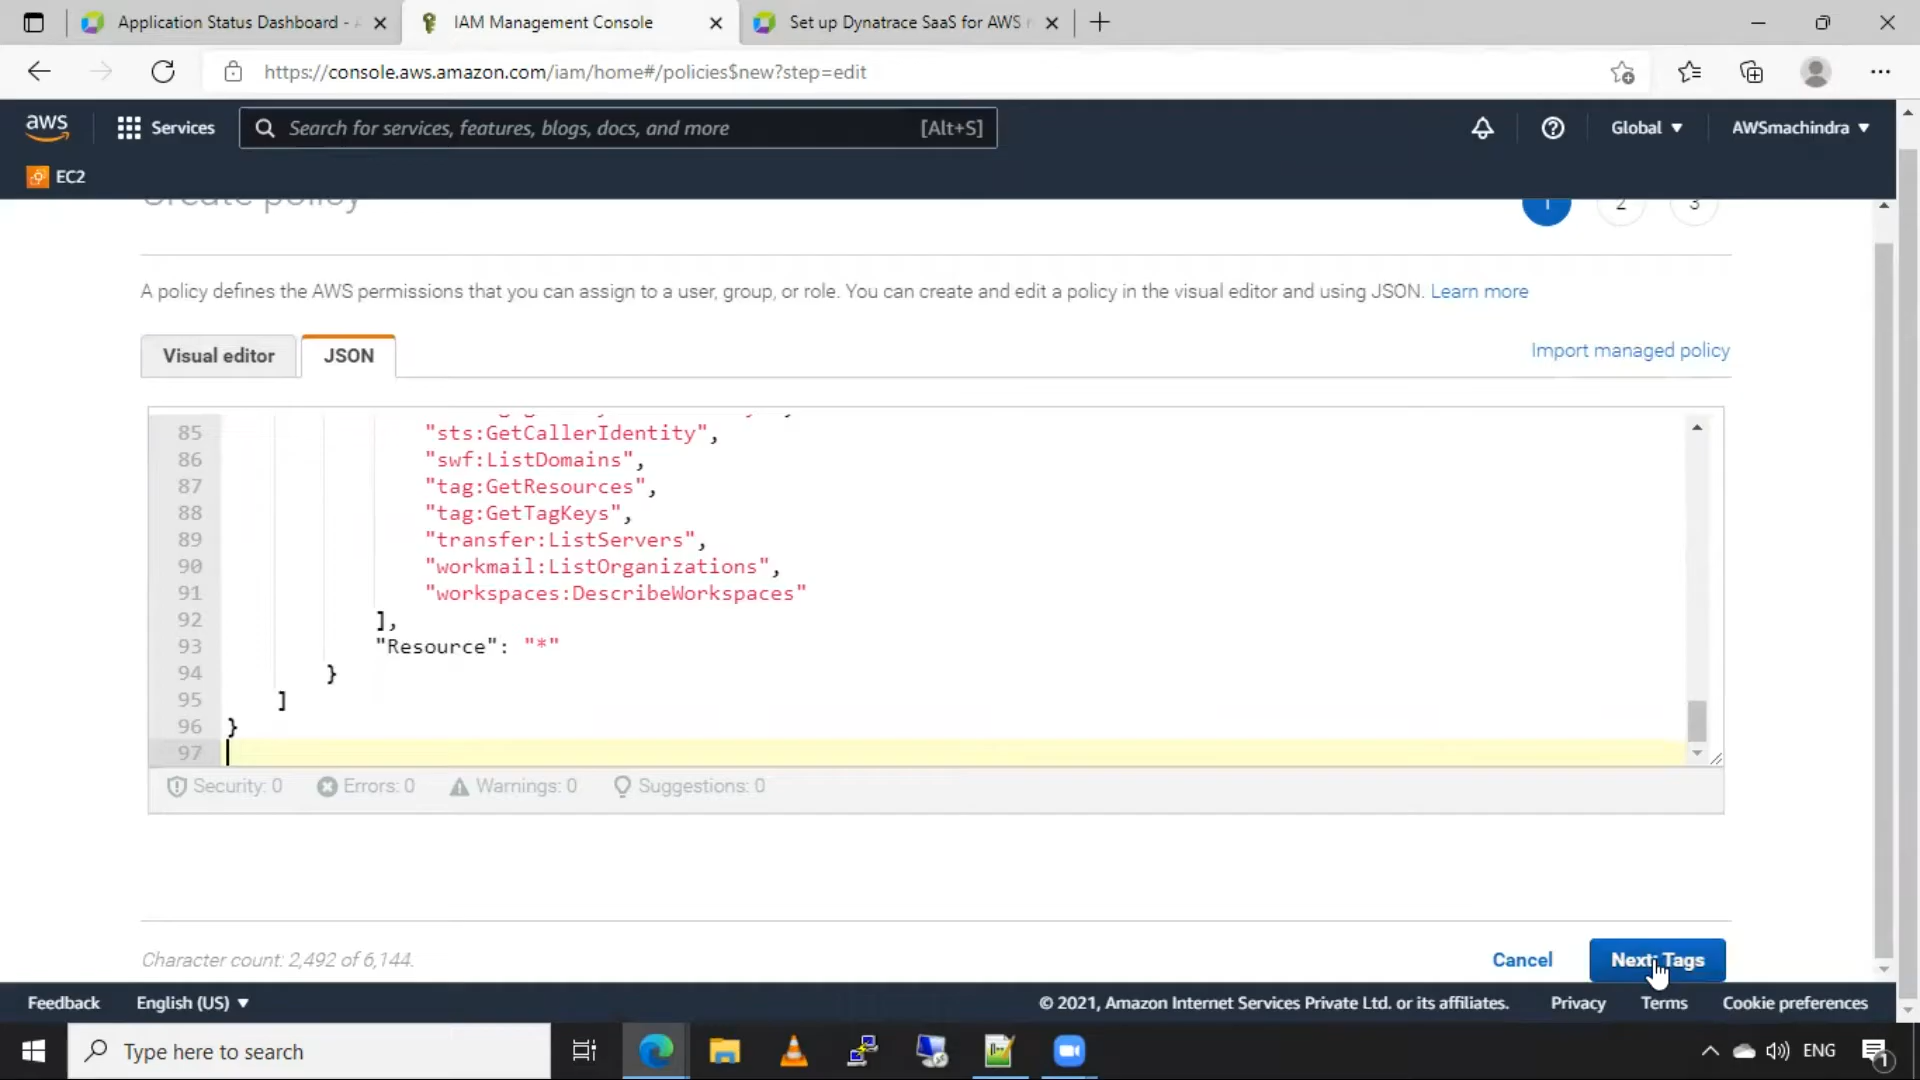 Application Status Dashboard -
IAM Management Console
Set up Dynatrace SaaS for AWS
https://console.aws.amazon.com/iam/home#/policies$new?step=edit
aws
Services
Search for services, features, blogs, docs, and more
[Alt+S]
Global
AWSmachindra
EC2
Create policy
1
2
3
A policy defines the AWS permissions that you can assign to a user, group, or role. You can create and edit a policy in the visual editor and using JSON. Learn more
Visual editor
JSON
Import managed policy
85 "sts:GetCallerIdentity",
86 "swf:ListDomains",
87 "tag:GetResources",
88 "tag:GetTagKeys",
89 "transfer:ListServers",
90 "workmail:ListOrganizations",
91 "workspaces:DescribeWorkspaces"
92 ],
93 "Resource": "*"
94 }
95 ]
96 }
97
Security: 0
Errors: 0
Warnings: 0
Suggestions: 0
Character count: 2,492 of 6,144.
Cancel
Next: Tags
Feedback
English (US)
© 2021, Amazon Internet Services Private Ltd. or its affiliates.
Privacy
Terms
Cookie preferences
Type here to search
ENG
1